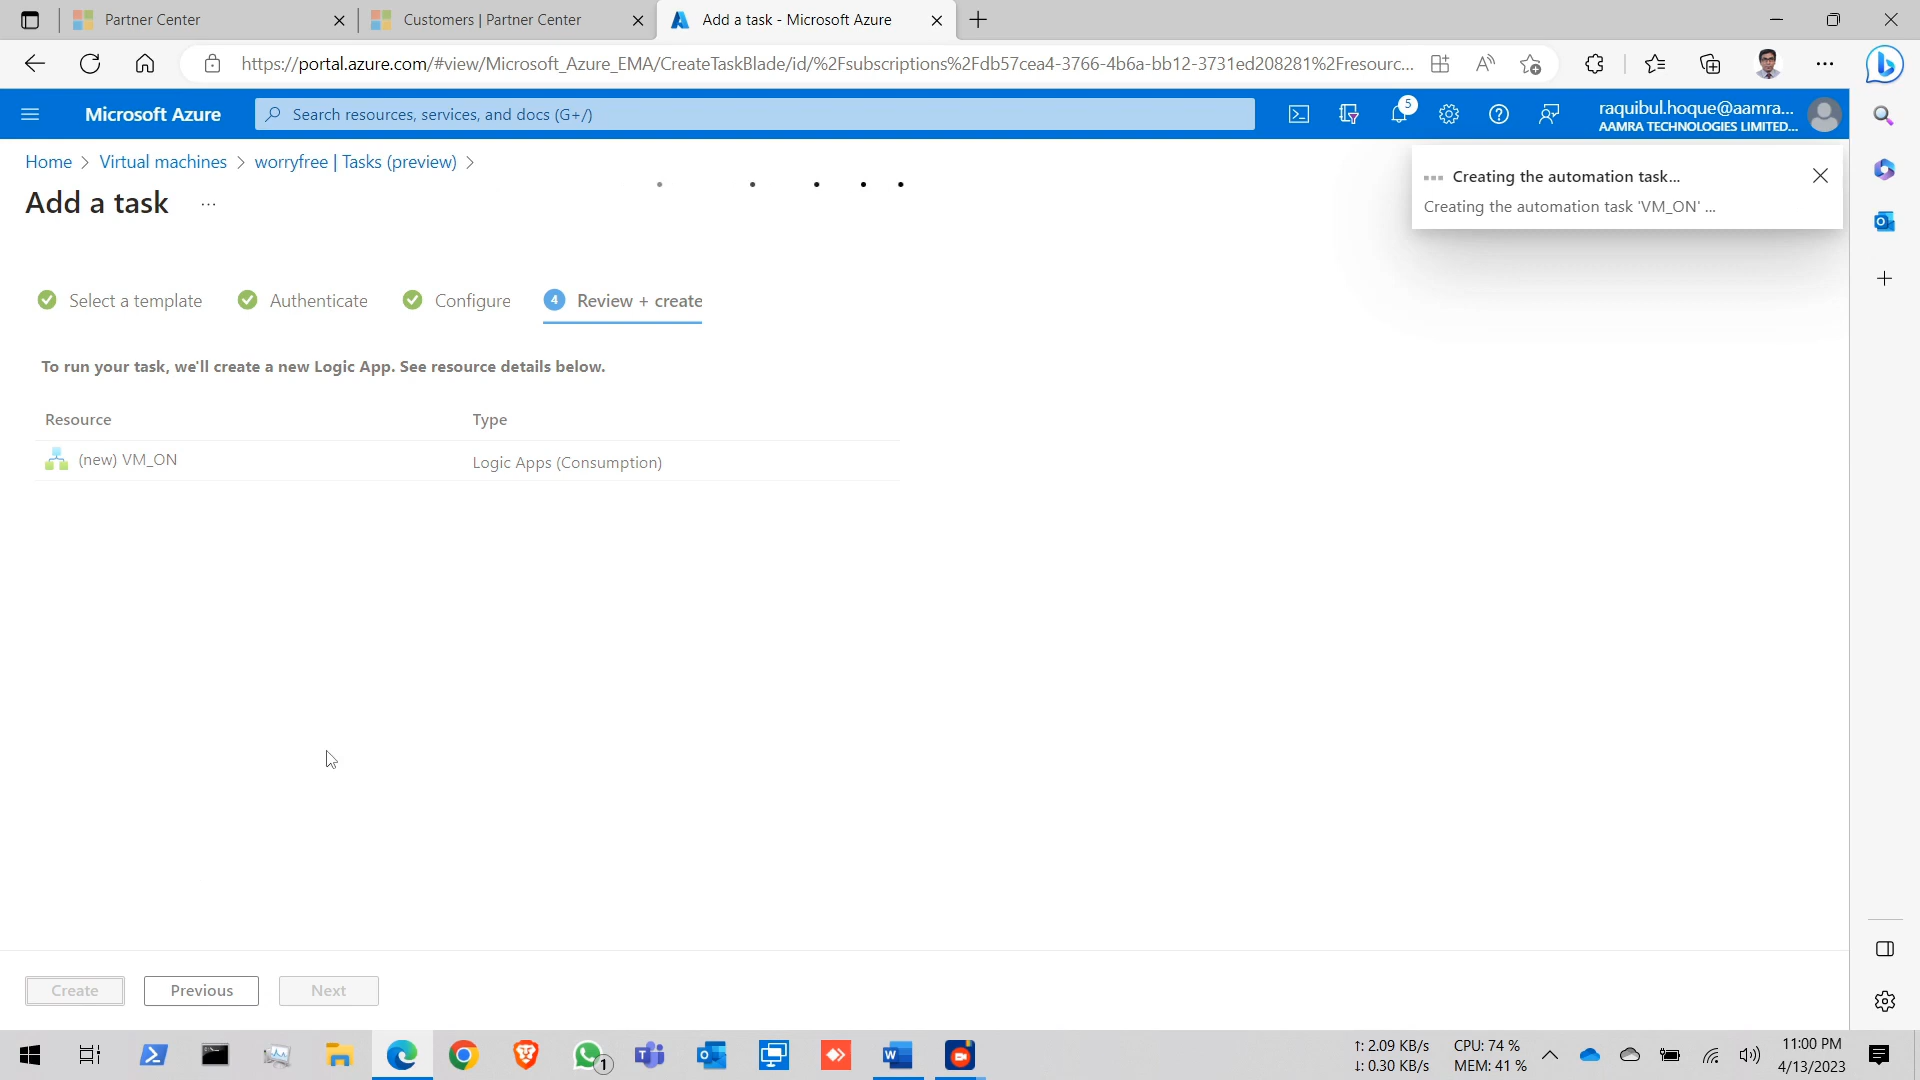 Partner Center
Customers | Partner Center
Add a task - Microsoft Azure
https://portal.azure.com/#view/Microsoft_Azure_EMA/CreateTaskBlade/id/%2Fsubscriptions%2Fdb57cea4-3766-4b6a-bb12-3731ed208281%2Fresourc...
Microsoft Azure
Search resources, services, and docs (G+/)
5
raquibul.hoque@aamra...
AAMRA TECHNOLOGIES LIMITED...
Home > Virtual machines > worryfree | Tasks (preview) >
Add a task ...
Creating the automation task...
Creating the automation task 'VM_ON' ...
Select a template
Authenticate
Configure
4 Review + create
To run your task, we'll create a new Logic App. See resource details below.
Resource Type
(new) VM_ON Logic Apps (Consumption)
Create Previous Next
1
↑: 2.09 KB/s
↓: 0.30 KB/s
CPU: 74 %
MEM: 41 %
11:00 PM
4/13/2023